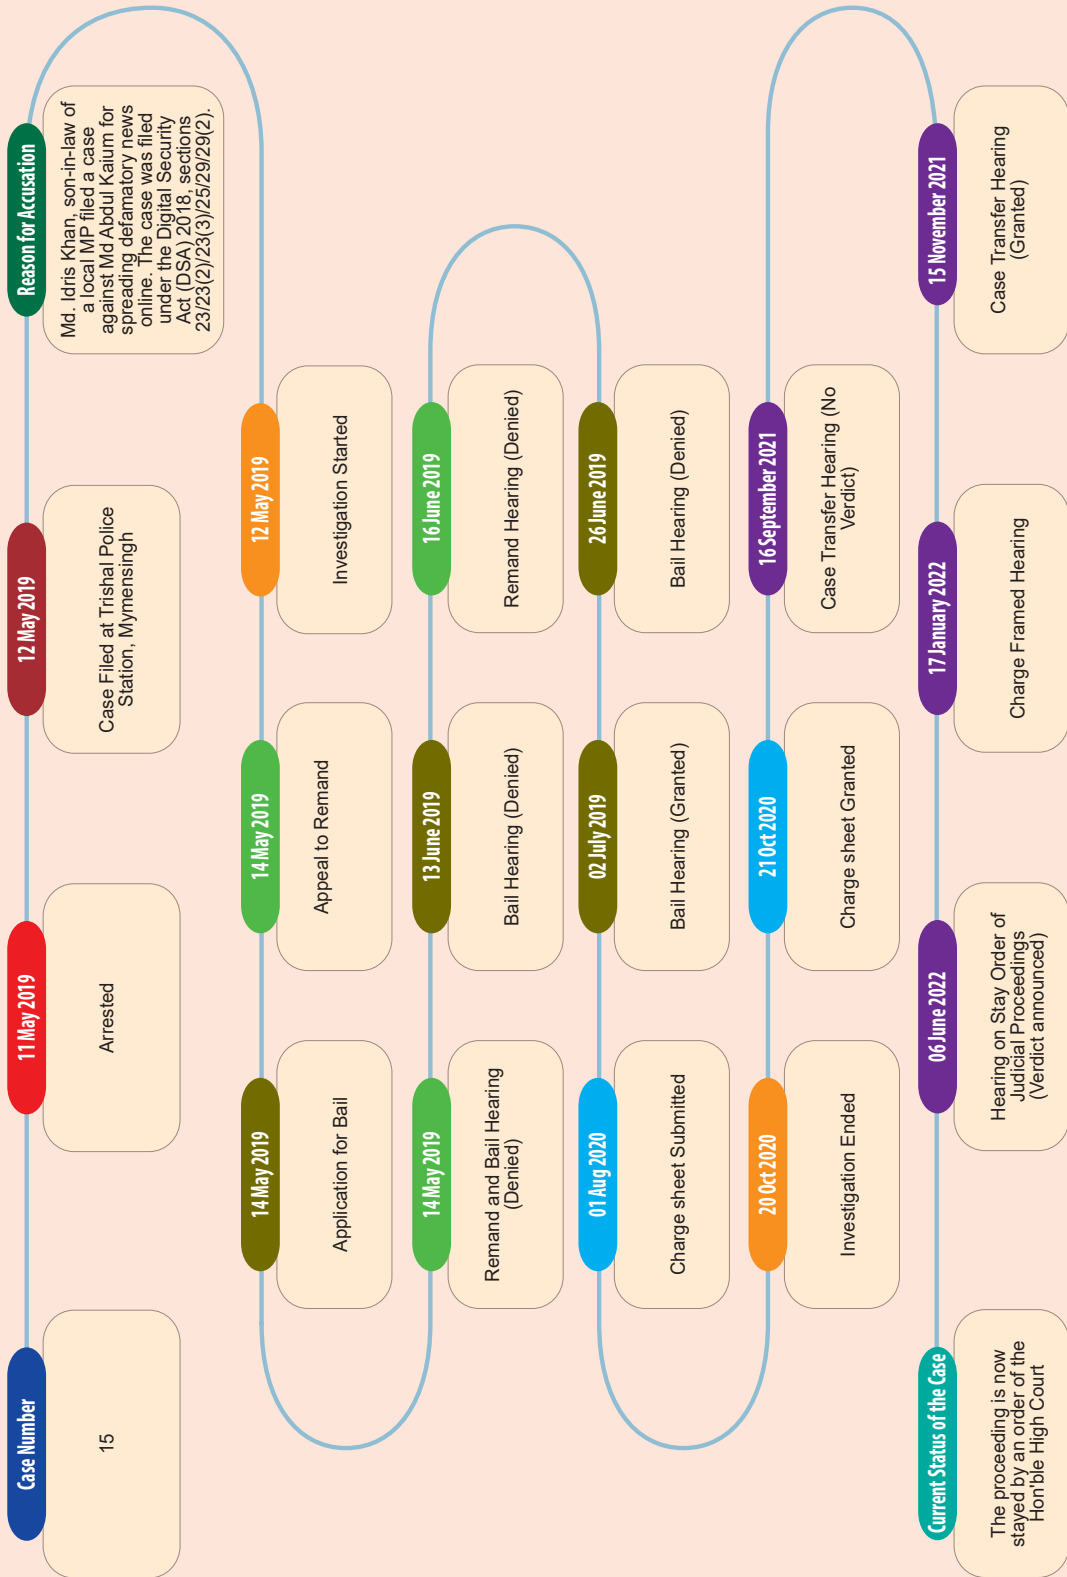 Case Number
15
11 May 2019
Arrested
12 May 2019
Case Filed at Trishal Police
Station, Mymensingh
Reason for Accusation
Md. Idris Khan, son-in-law of
a local MP filed a case
against Md Abdul Kaium for
spreading defamatory news
online. The case was filed
under the Digital Security
Act (DSA) 2018, sections
23/23(2)/23(3)/25/29/29(2).
12 May 2019
Investigation Started
14 May 2019
Appeal to Remand
14 May 2019
Application for Bail
14 May 2019
Remand and Bail Hearing
(Denied)
13 June 2019
Bail Hearing (Denied)
16 June 2019
Remand Hearing (Denied)
26 June 2019
Bail Hearing (Denied)
02 July 2019
Bail Hearing (Granted)
01 Aug 2020
Charge sheet Submitted
20 Oct 2020
Investigation Ended
21 Oct 2020
Charge sheet Granted
16 September 2021
Case Transfer Hearing (No
Verdict)
15 November 2021
Case Transfer Hearing
(Granted)
17 January 2022
Charge Framed Hearing
06 June 2022
Hearing on Stay Order of
Judicial Proceedings
(Verdict announced)
Current Status of the Case
The proceeding is now
stayed by an order of the
Hon'ble High Court